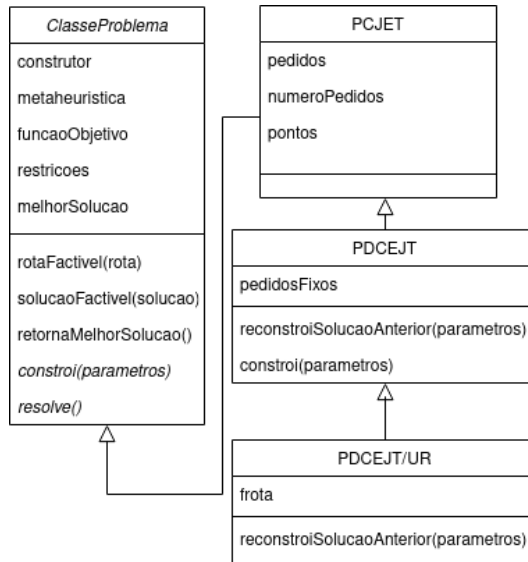 ClasseProblema
construtor
metaheuristica
funcaoObjetivo
restricoes
melhorSolucao
rotaFactivel(rota)
solucaoFactivel(solucao)
retornaMelhorSolucao()
constroi(parametros)
resolve()
PCJET
pedidos
numeroPedidos
pontos
PDCEJT
pedidosFixos
reconstroiSolucaoAnterior(parametros)
constroi(parametros)
PDCEJT/UR
frota
reconstroiSolucaoAnterior(parametros)